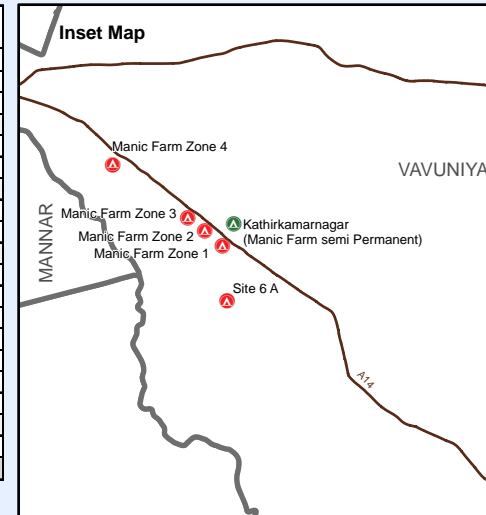 Inset Map
Manic Farm Zone 4
VAVUNIYA
MANNAR
Manic Farm Zone 3
Kathirkamarnagar
(Manic Farm semi Permanent)
Manic Farm Zone 2
Manic Farm Zone 1
Site 6 A
A14